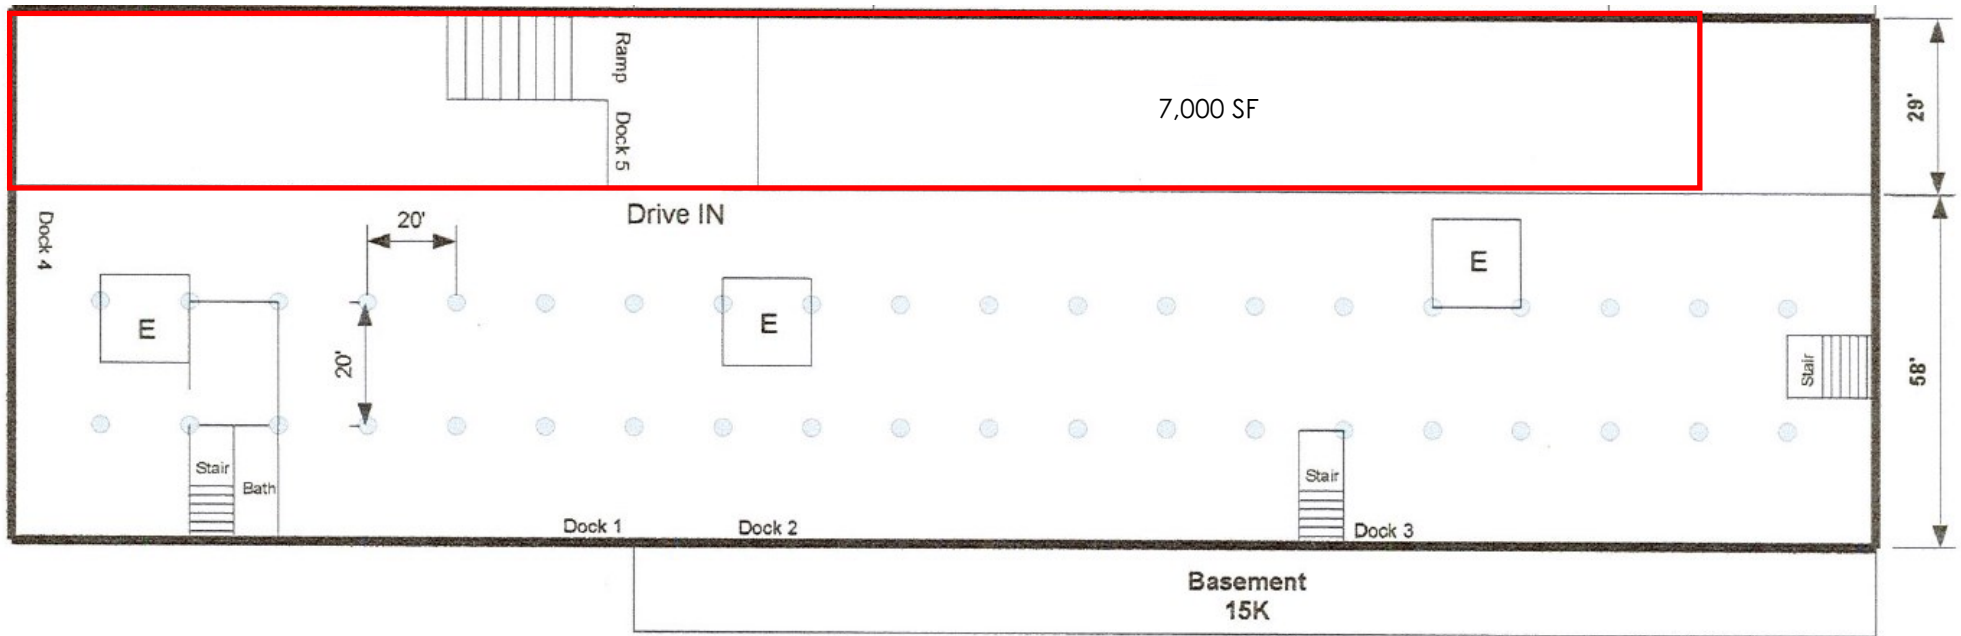 Ramp
Dock 5
7,000 SF
29'
Dock 4
20'
Drive IN
E
E
E
20'
Stair
58'
Stair
Bath
Stair
Dock 1
Dock 2
Dock 3
Basement
15K